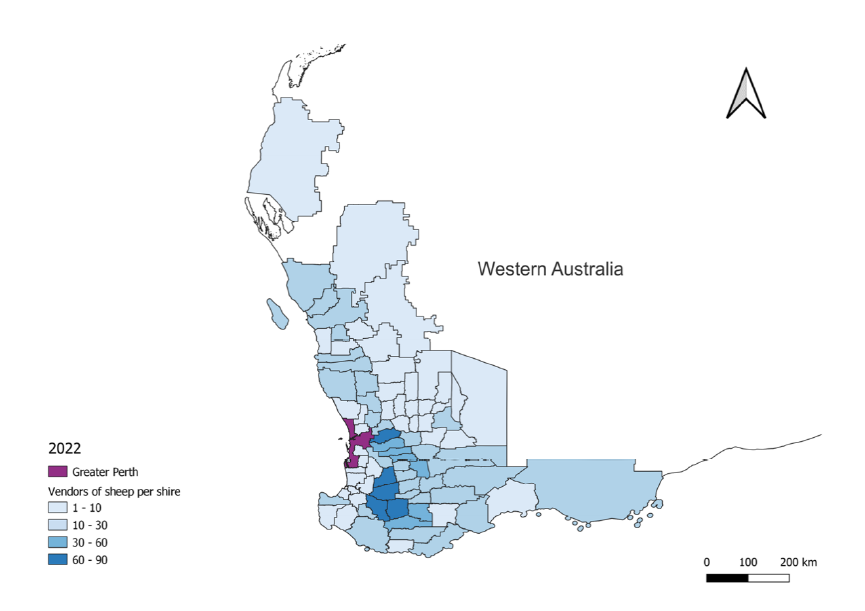 Western Australia
2022
Greater Perth
Vendors of sheep per shire
1 - 10
10 - 30
30 - 60
60 - 90
0 100 200 km